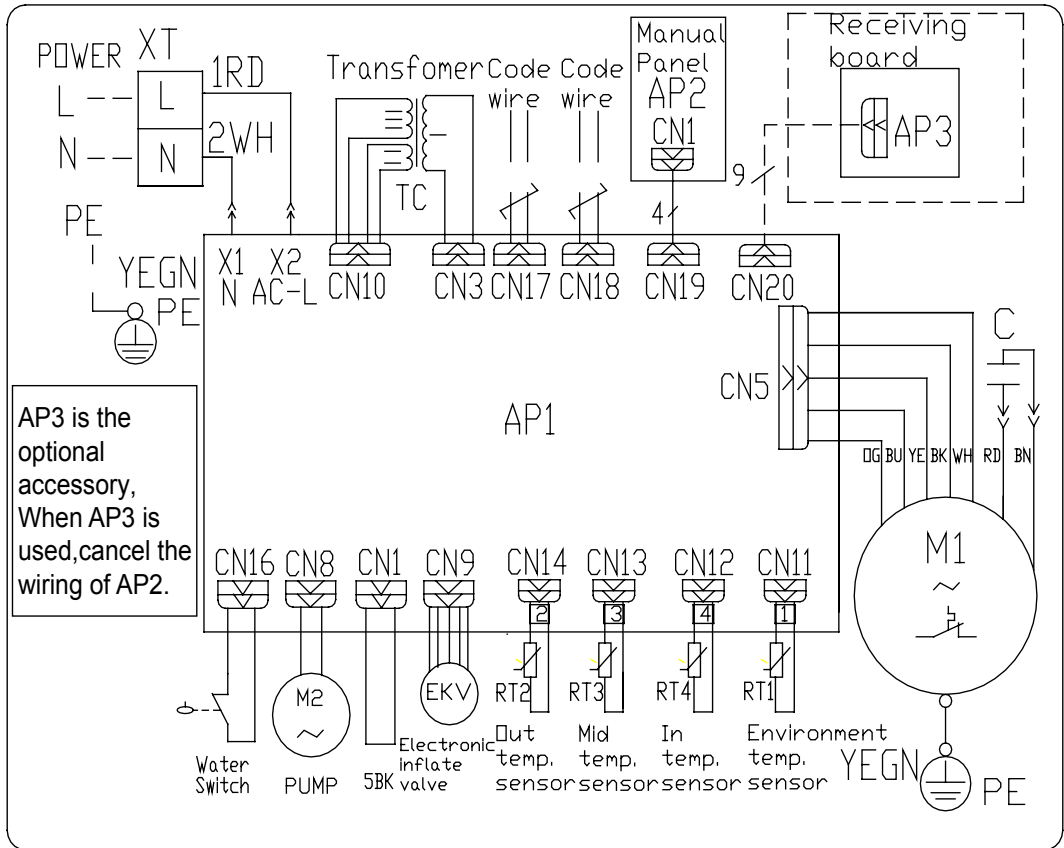 POWER XT
L L 1RD
N N 2WH
PE
YEGN
PE
Transfomer
TC
Code
wire
Code
wire
Manual
Panel
AP2
CN1
4
Receiving
board
AP3
9
X1
N
X2
AC-L
CN10
CN3
CN17
CN18
CN19
CN20
CN5
AP1
C
OG BU YE BK WH RD BN
M1
~
YEGN
PE
AP3 is the
optional
accessory,
When AP3 is
used,cancel the
wiring of AP2.
CN16
CN8
CN1
CN9
CN14
CN13
CN12
CN11
2
3
4
1
RT2
RT3
RT4
RT1
Water
Switch
M2
~
PUMP
5BK
EKV
Electronic
inflate
valve
Out
temp.
sensor
Mid
temp.
sensor
In
temp.
sensor
Environment
temp.
sensor